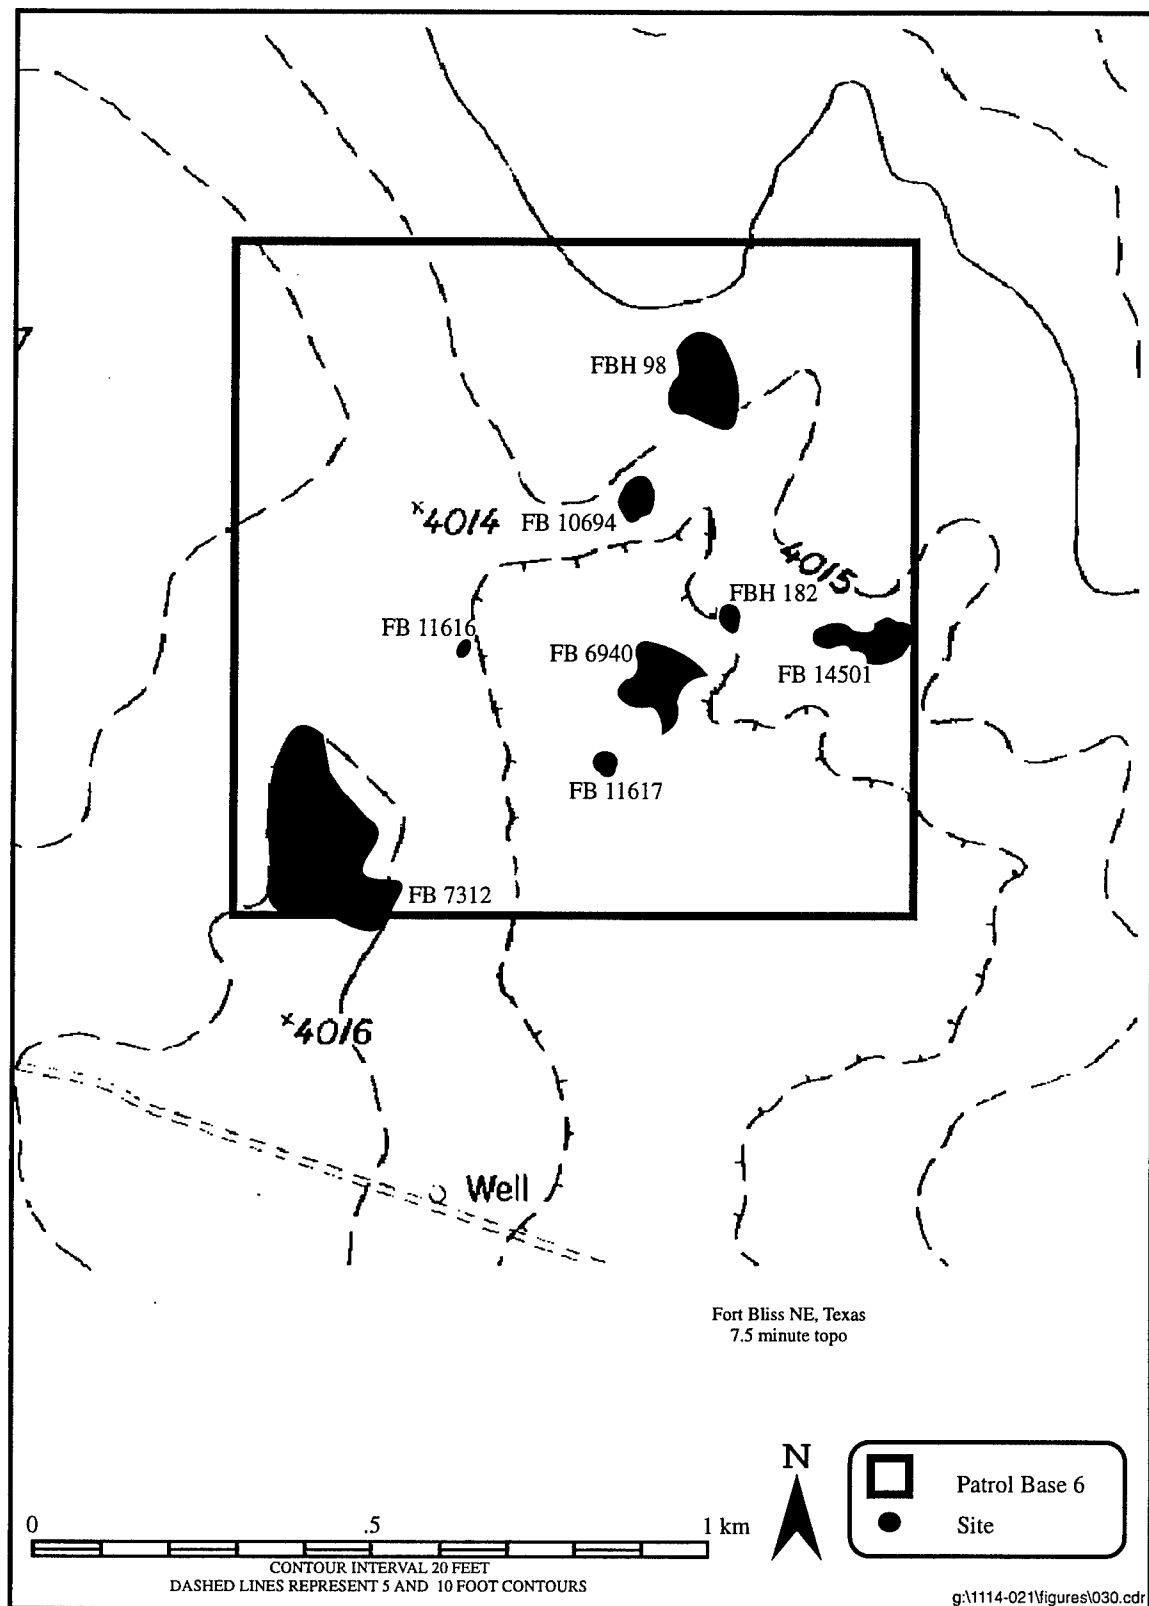 FBH 98
4014
FB 10694
4015
FBH 182
FB 11616
FB 6940
FB 14501
FB 11617
FB 7312
4016
Well
Fort Bliss NE, Texas
7.5 minute topo
N
Patrol Base 6
Site
0 .5 1 km
CONTOUR INTERVAL 20 FEET
DASHED LINES REPRESENT 5 AND 10 FOOT CONTOURS
g:\1114-021\figures\030.cdr